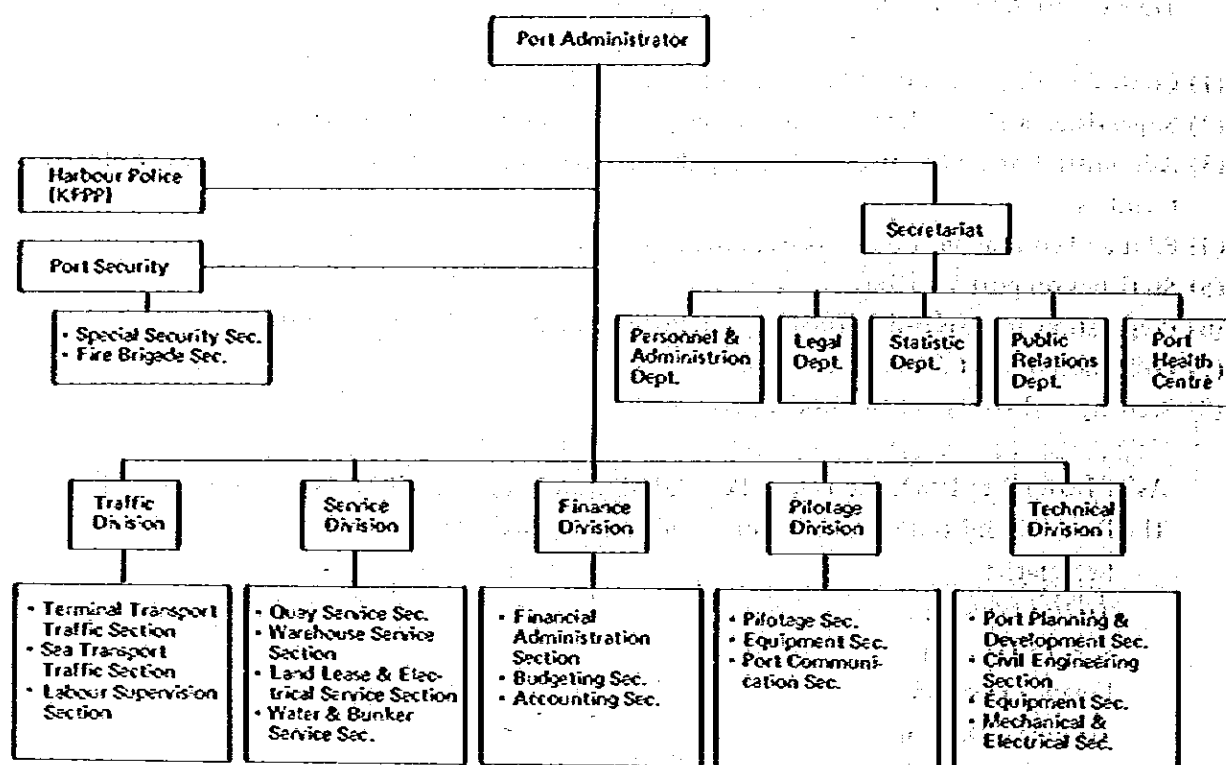 Port Administrator
Harbour Police
(KPPP)
Secretariat
Port Security
• Special Security Sec.
• Fire Brigade Sec.
Personnel &
Administrion
Dept.
Legal
Dept.
Statistic
Dept.
Public
Relations
Dept.
Port
Health
Centre
Traffic
Division
Service
Division
Finance
Division
Pilotage
Division
Technical
Division
• Terminal Transport
Traffic Section
• Sea Transport
Traffic Section
• Labour Supervision
Section
• Quay Service Sec.
• Warehouse Service
Section
• Land Lease & Elec-
trical Service Section
• Water & Bunker
Service Sec.
• Financial
Administration
Section
• Budgeting Sec.
• Accounting Sec.
• Pilotage Sec.
• Equipment Sec.
• Port Communi-
cation Sec.
• Port Planning &
Development Sec.
• Civil Engineering
Section
• Equipment Sec.
• Mechanical &
Electrical Sec.